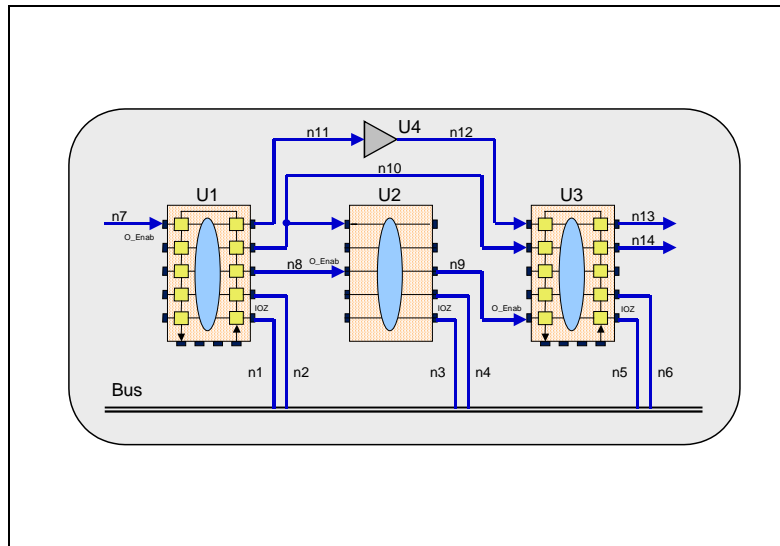 n11
U4
n12
n10
U1
U2
U3
n7
n13
O_Enab
n14
n8
O_Enab
n9
IOZ
IOZ
O_Enab
IOZ
n1
n2
n3
n4
n5
n6
Bus